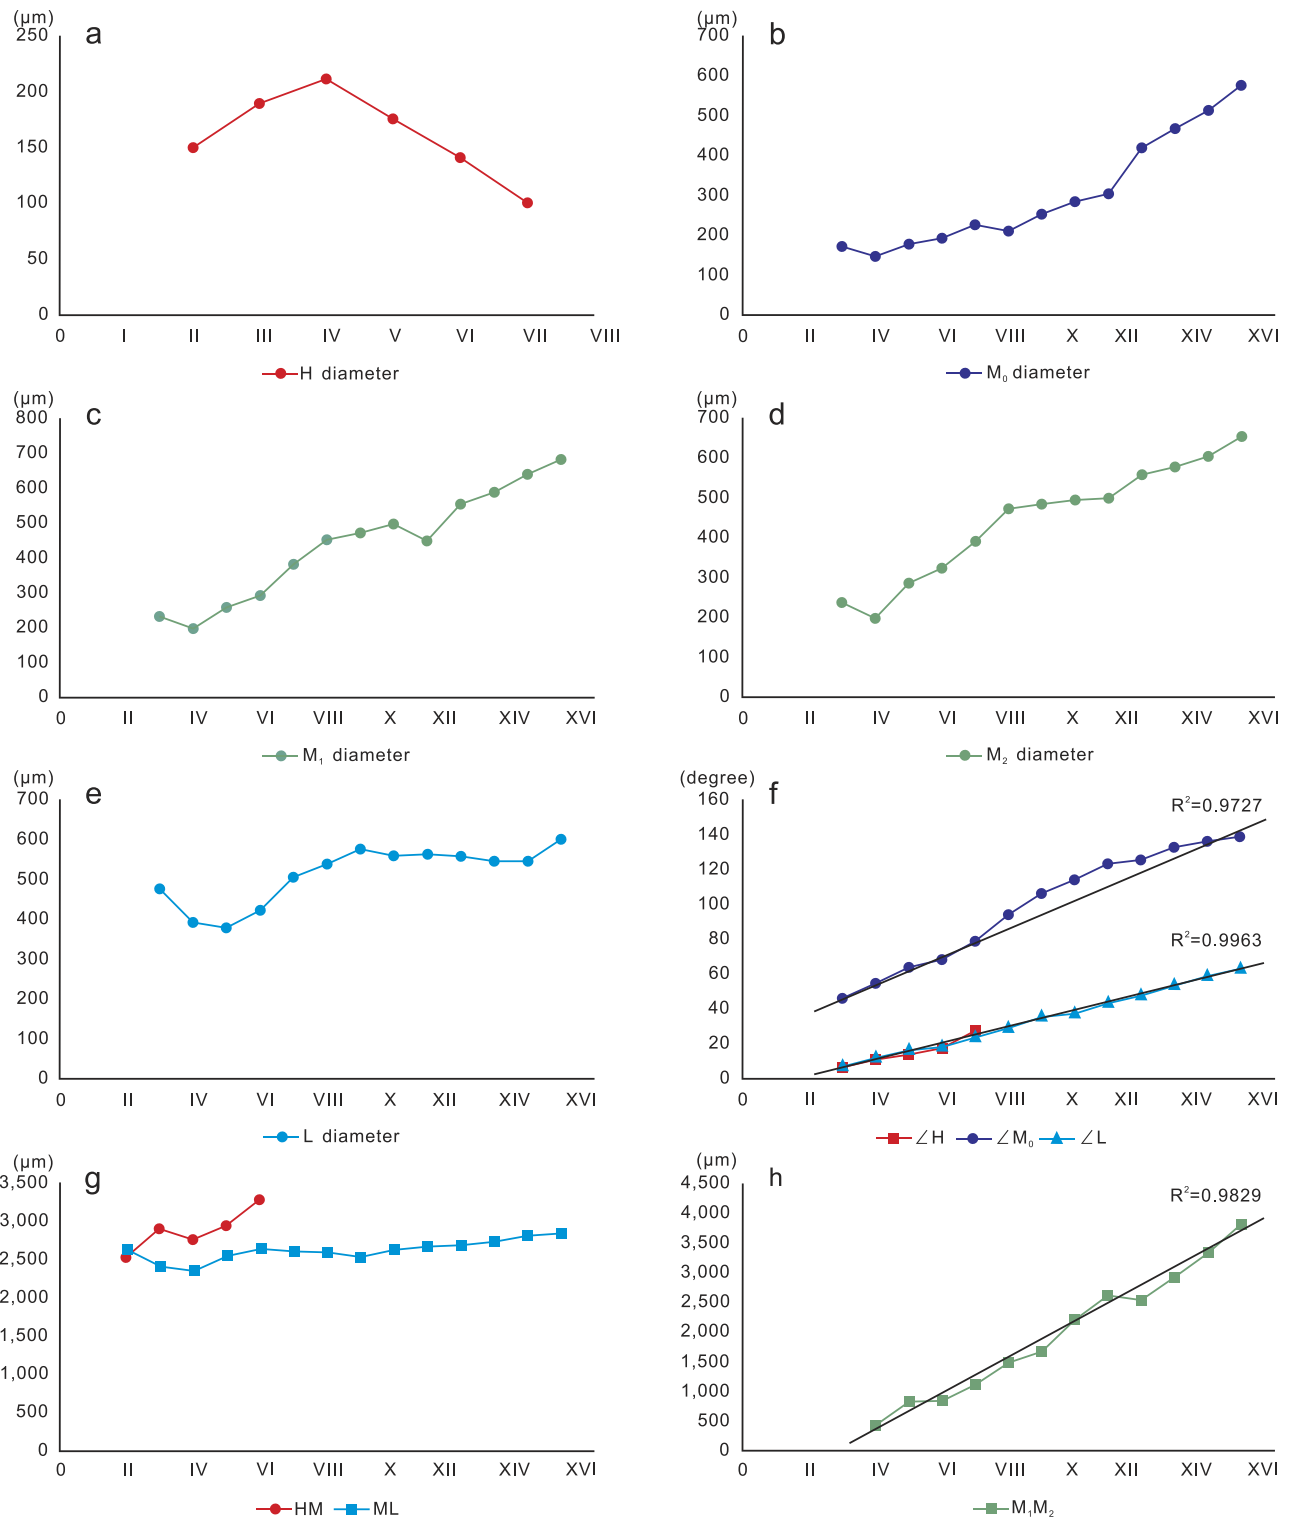 (µm)
a
250
200
150
100
50
0
0 I II III IV V VI VII VIII
H diameter
(µm)
b
700
600
500
400
300
200
100
0
0 II IV VI VIII X XII XIV XVI
M₀ diameter
(µm)
c
800
700
600
500
400
300
200
100
0
0 II IV VI VIII X XII XIV XVI
M₁ diameter
(µm)
d
700
600
500
400
300
200
100
0
0 II IV VI VIII X XII XIV XVI
M₂ diameter
(µm)
e
700
600
500
400
300
200
100
0
0 II IV VI VIII X XII XIV XVI
L diameter
(degree)
f
160
140
120
100
80
60
40
20
0
R²=0.9727
R²=0.9963
0 II IV VI VIII X XII XIV XVI
∠H ∠M₀ ∠L
(µm)
g
3,500
3,000
2,500
2,000
1,500
1,000
500
0
0 II IV VI VIII X XII XIV XVI
HM ML
(µm)
h
4,500
4,000
3,500
3,000
2,500
2,000
1,500
1,000
500
0
R²=0.9829
0 II IV VI VIII X XII XIV XVI
M₁M₂